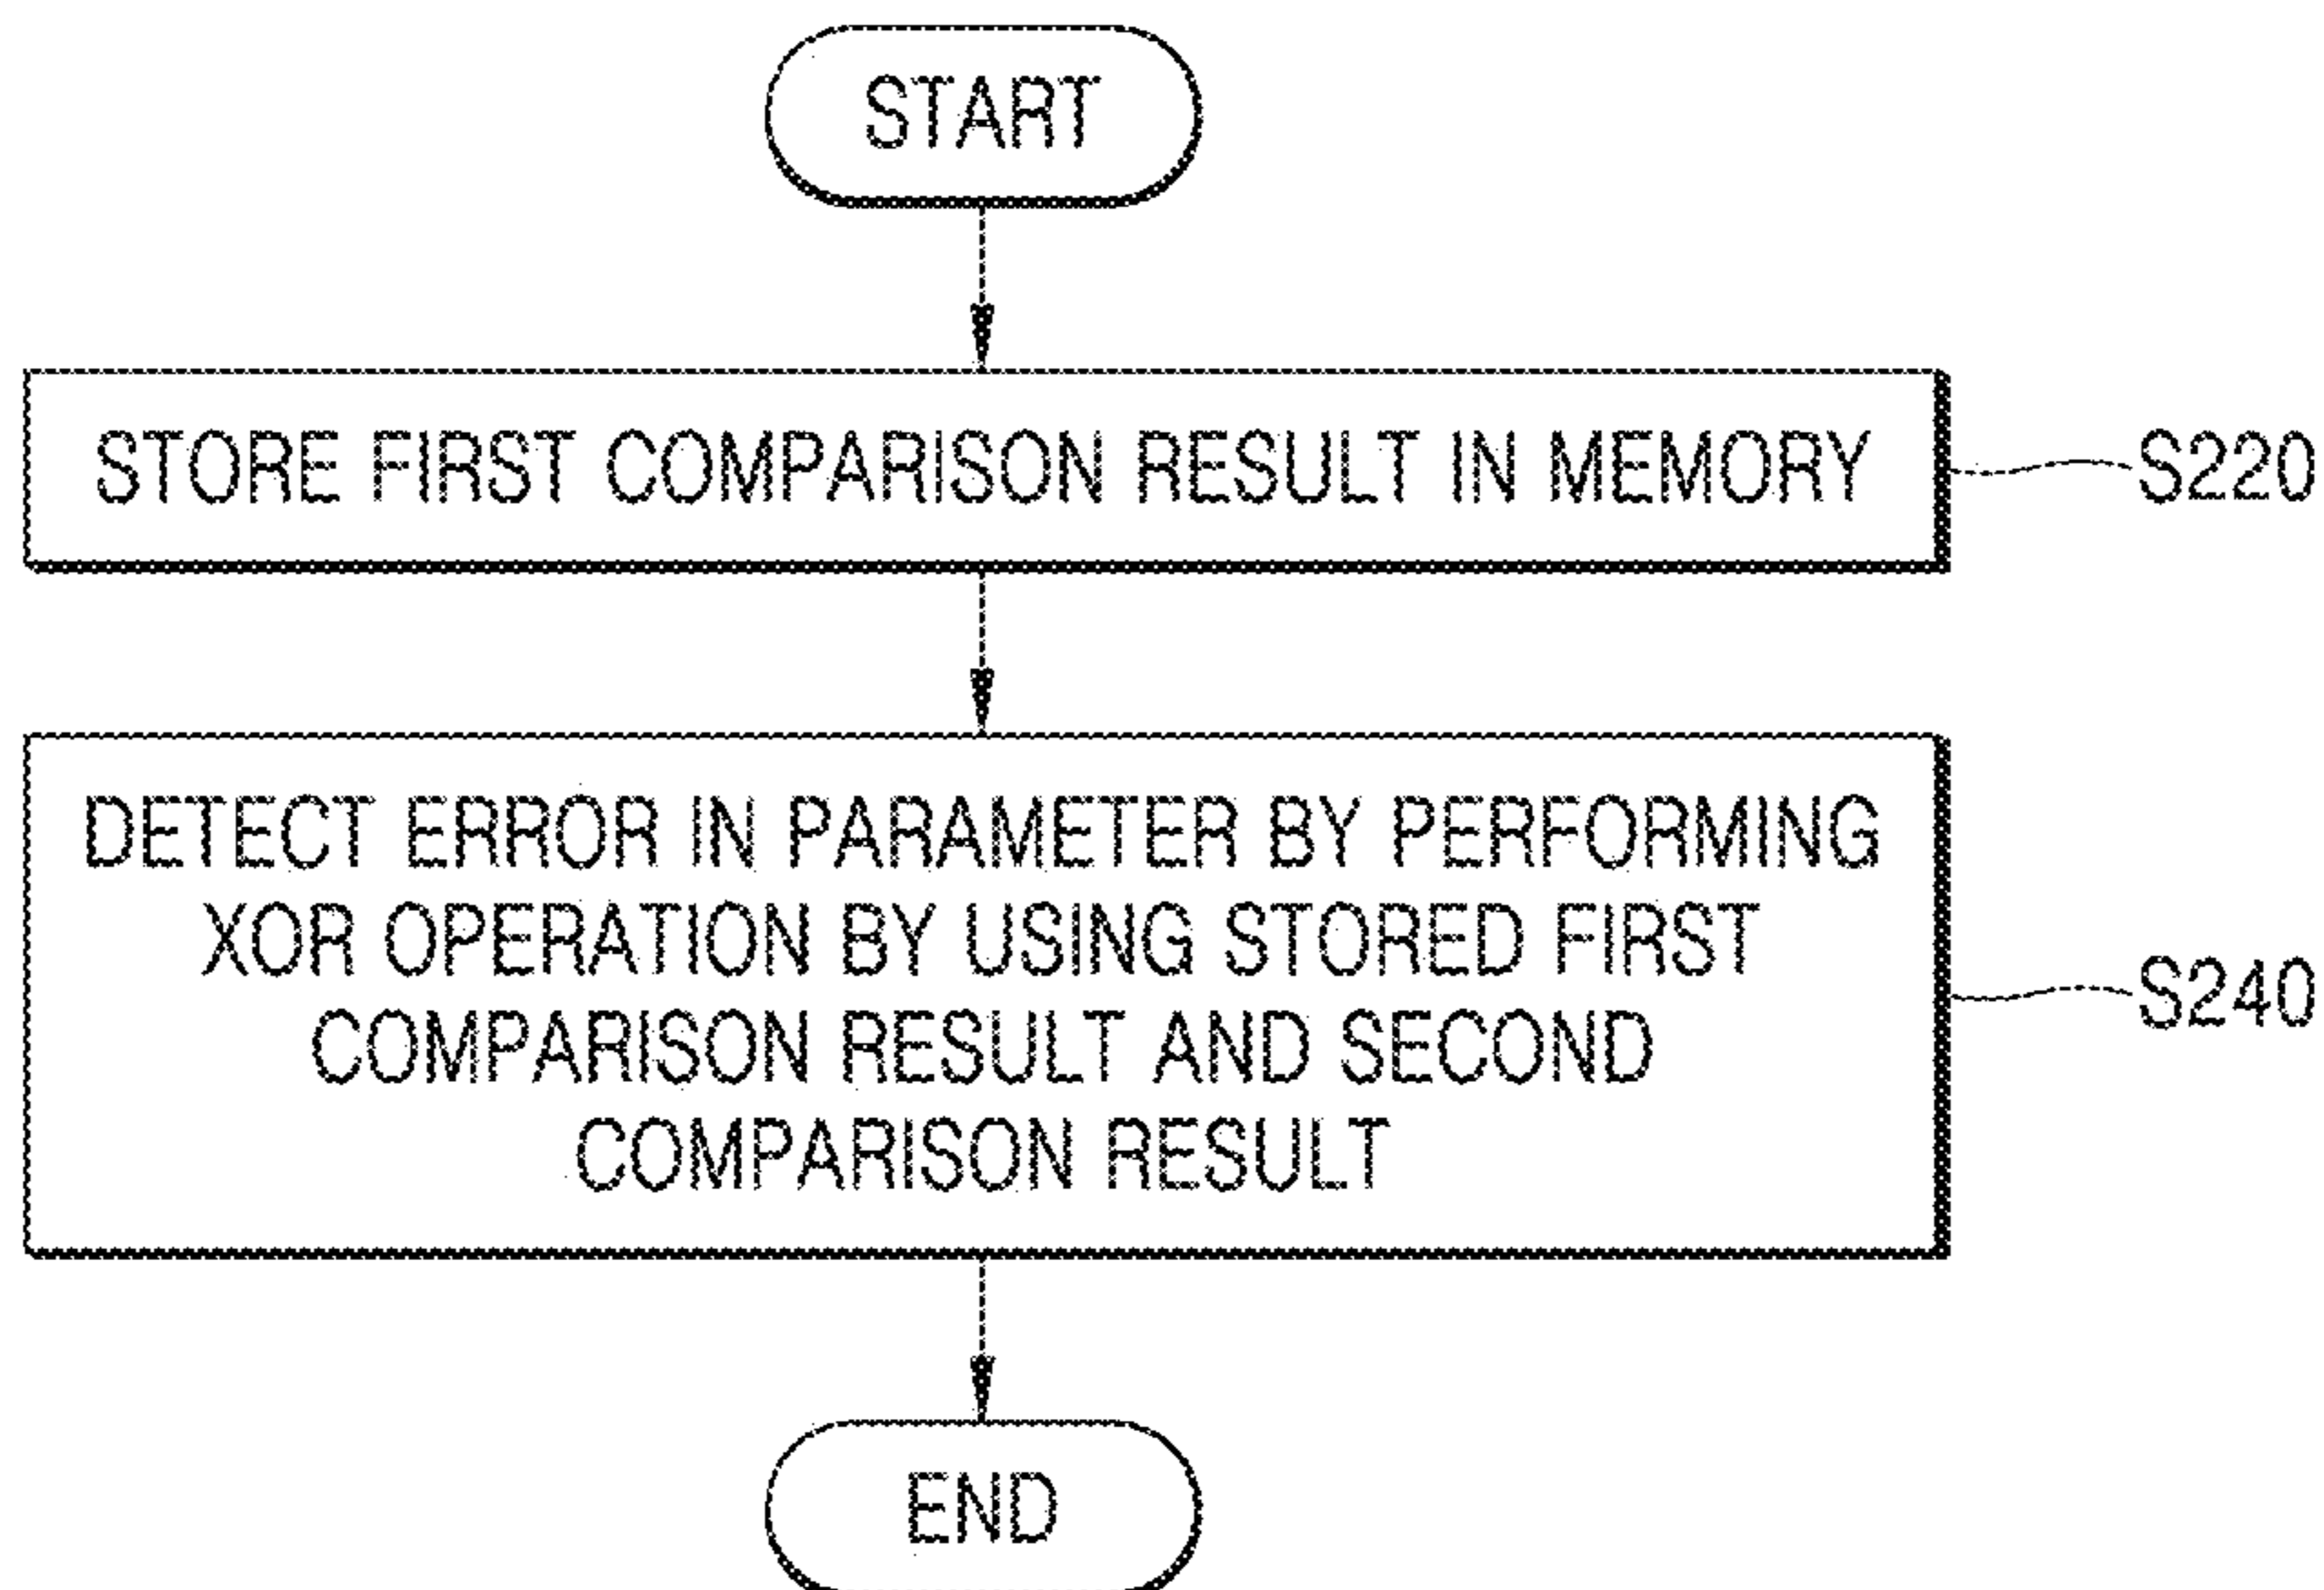 START
STORE FIRST COMPARISON RESULT IN MEMORY
S220
DETECT ERROR IN PARAMETER BY PERFORMING
XOR OPERATION BY USING STORED FIRST
COMPARISON RESULT AND SECOND
COMPARISON RESULT
S240
END